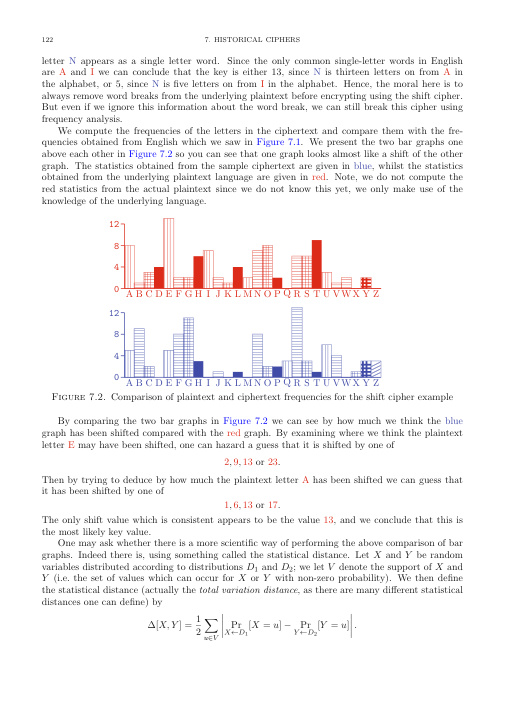 122
7. HISTORICAL CIPHERS
letter N appears as a single letter word. Since the only common single-letter words in English
are A and I we can conclude that the key is either 13, since N is thirteen letters on from A in
the alphabet, or 5, since N is five letters on from I in the alphabet. Hence, the moral here is to
always remove word breaks from the underlying plaintext before encrypting using the shift cipher.
But even if we ignore this information about the word break, we can still break this cipher using
frequency analysis.
We compute the frequencies of the letters in the ciphertext and compare them with the fre-
quencies obtained from English which we saw in Figure 7.1. We present the two bar graphs one
above each other in Figure 7.2 so you can see that one graph looks almost like a shift of the other
graph. The statistics obtained from the sample ciphertext are given in blue, whilst the statistics
obtained from the underlying plaintext language are given in red. Note, we do not compute the
red statistics from the actual plaintext since we do not know this yet, we only make use of the
knowledge of the underlying language.
12
8
4
0
A B C D E F G H I J K L M N O P Q R S T U V W X Y Z
12
8
4
0
A B C D E F G H I J K L M N O P Q R S T U V W X Y Z
Figure 7.2. Comparison of plaintext and ciphertext frequencies for the shift cipher example
By comparing the two bar graphs in Figure 7.2 we can see by how much we think the blue
graph has been shifted compared with the red graph. By examining where we think the plaintext
letter E may have been shifted, one can hazard a guess that it is shifted by one of
2, 9, 13 or 23.
Then by trying to deduce by how much the plaintext letter A has been shifted we can guess that
it has been shifted by one of
1, 6, 13 or 17.
The only shift value which is consistent appears to be the value 13, and we conclude that this is
the most likely key value.
One may ask whether there is a more scientific way of performing the above comparison of bar
graphs. Indeed there is, using something called the statistical distance. Let X and Y be random
variables distributed according to distributions D₁ and D₂; we let V denote the support of X and
Y (i.e. the set of values which can occur for X or Y with non-zero probability). We then define
the statistical distance (actually the total variation distance, as there are many different statistical
distances one can define) by
Δ[X, Y] = 1/2 ∑_{u∈V} | Pr_{X←D₁}[X = u] − Pr_{Y←D₂}[Y = u] |.